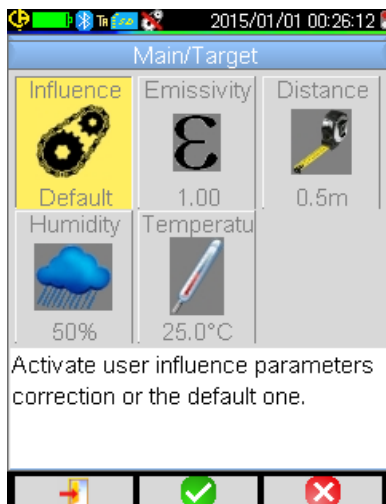 2015/01/01 00:26:12
Main/Target
Influence Emissivity Distance
ε
Default 1.00 0.5m
Humidity Temperatu
50% 25.0°C
Activate user influence parameters
correction or the default one.